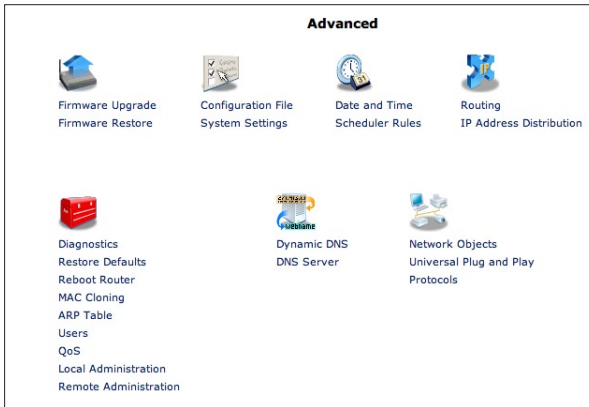 Advanced
Firmware Upgrade
Firmware Restore
Configuration File
System Settings
Date and Time
Scheduler Rules
Routing
IP Address Distribution
Diagnostics
Restore Defaults
Reboot Router
MAC Cloning
ARP Table
Users
QoS
Local Administration
Remote Administration
Dynamic DNS
DNS Server
Network Objects
Universal Plug and Play
Protocols